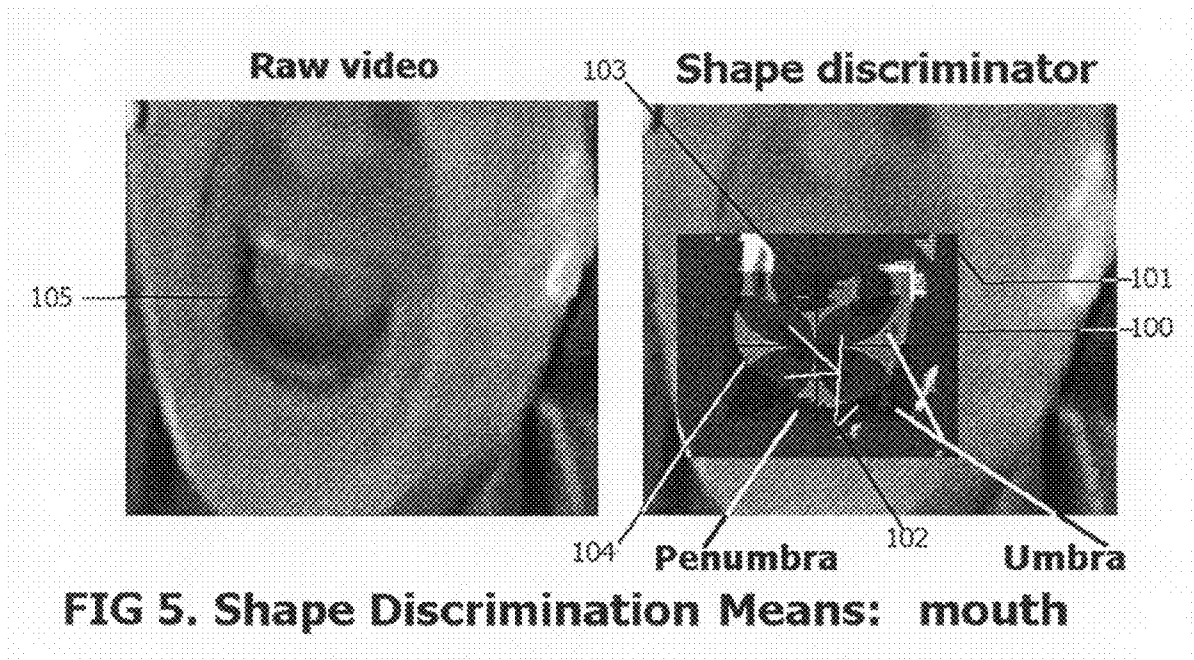 Raw video
103
Shape discriminator
105
101
100
104
Penumbra
102
Umbra
FIG 5. Shape Discrimination Means: mouth